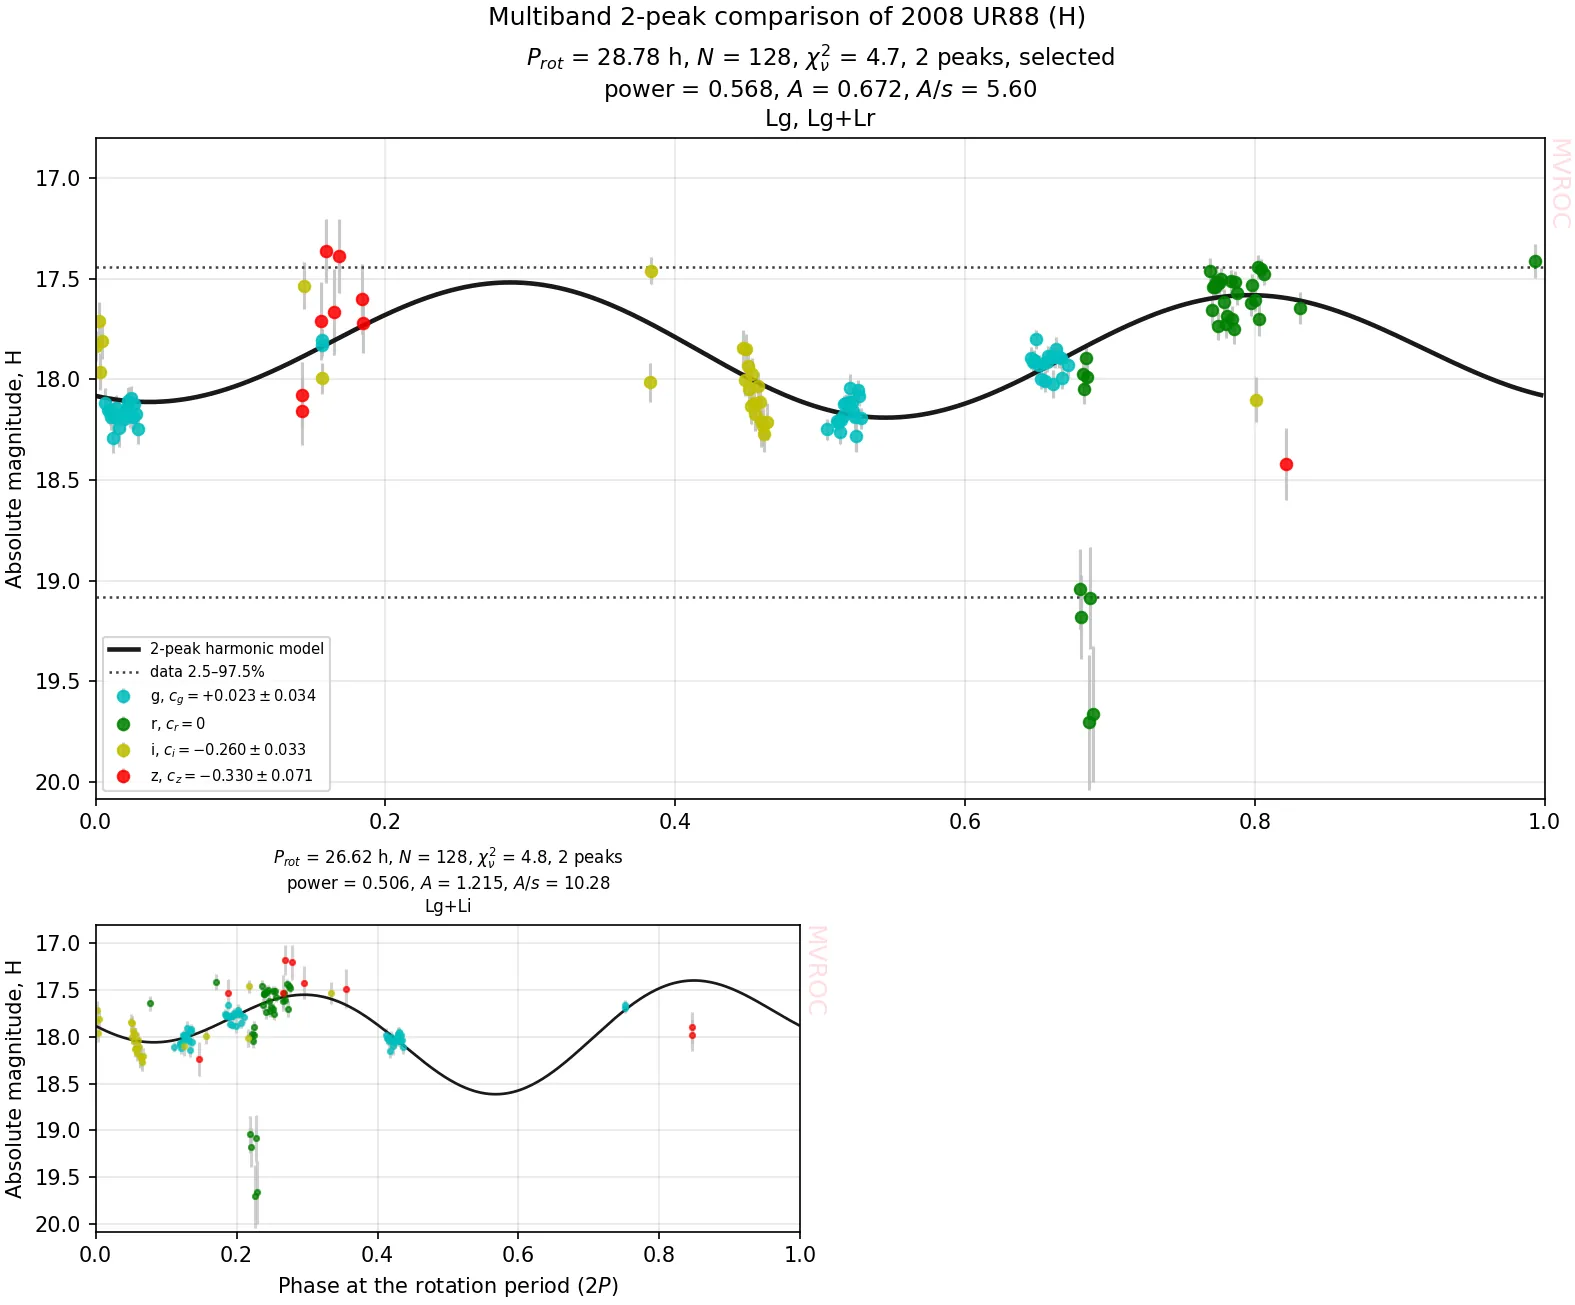 Multiband 2-peak comparison of 2008 UR88 (H)
P_rot = 28.78 h, N = 128, χ²_ν = 4.7, 2 peaks, selected
power = 0.568, A = 0.672, A/s = 5.60
Lg, Lg+Lr
MVROC
Absolute magnitude, H
17.0
17.5
18.0
18.5
19.0
19.5
20.0
2-peak harmonic model
data 2.5–97.5%
g, c_g = +0.023 ± 0.034
r, c_r = 0
i, c_i = −0.260 ± 0.033
z, c_z = −0.330 ± 0.071
0.0 0.2 0.4 0.6 0.8 1.0
P_rot = 26.62 h, N = 128, χ²_ν = 4.8, 2 peaks
power = 0.506, A = 1.215, A/s = 10.28
Lg+Li
MVROC
Absolute magnitude, H
17.0
17.5
18.0
18.5
19.0
19.5
20.0
0.0 0.2 0.4 0.6 0.8 1.0
Phase at the rotation period (2P)